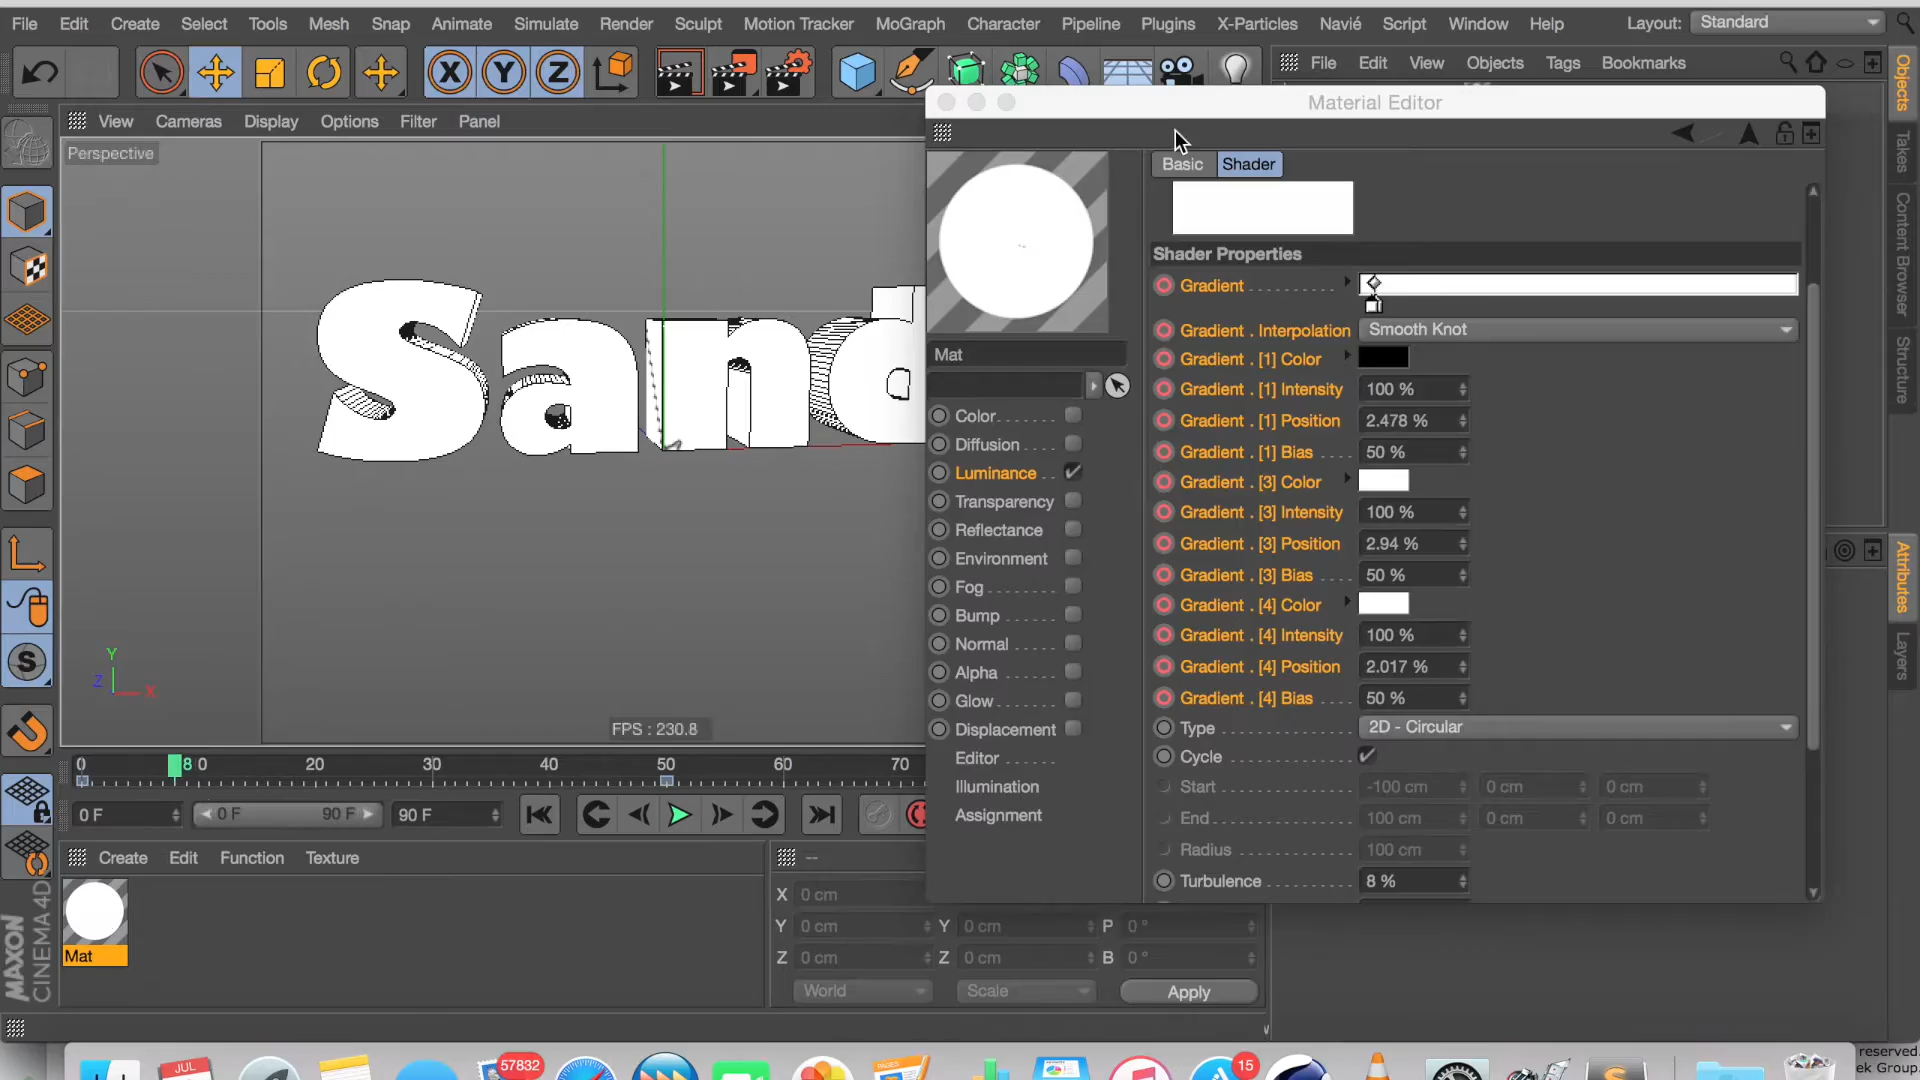 File Edit Create Select Tools Mesh Snap Animate Simulate Render Sculpt Motion Tracker MoGraph Character Pipeline Plugins X-Particles Navié Script Window Help Layout: Standard
X Y Z
File Edit View Objects Tags Bookmarks
Material Editor
View Cameras Display Options Filter Panel
Perspective
Basic Shader
Shader Properties
Gradient
Gradient . Interpolation Smooth Knot
Mat
Gradient . [1] Color
Gradient . [1] Intensity 100 %
Gradient . [1] Position 2.478 %
Gradient . [1] Bias 50 %
Gradient . [3] Color
Gradient . [3] Intensity 100 %
Gradient . [3] Position 2.94 %
Gradient . [3] Bias 50 %
Gradient . [4] Color
Gradient . [4] Intensity 100 %
Gradient . [4] Position 2.017 %
Gradient . [4] Bias 50 %
Type 2D - Circular
Cycle
Start -100 cm 0 cm 0 cm
End 100 cm 0 cm 0 cm
Radius 100 cm
Turbulence 8 %
Color
Diffusion
Luminance
Transparency
Reflectance
Environment
Fog
Bump
Normal
Alpha
Glow
Displacement
Editor
Illumination
Assignment
Sand
Y
Z X
FPS : 230.8
0 8 0 20 30 40 50 60 70
0 F 0 F 90 F 90 F
Create Edit Function Texture
--
X 0 cm
Y 0 cm Y 0 cm P 0 °
Z 0 cm Z 0 cm B 0 °
World Scale Apply
Mat
MAXON
CINEMA 4D
Objects
Takes
Content Browser
Structure
Attributes
Layers
JUL
57832
15
reserved.
ek Group